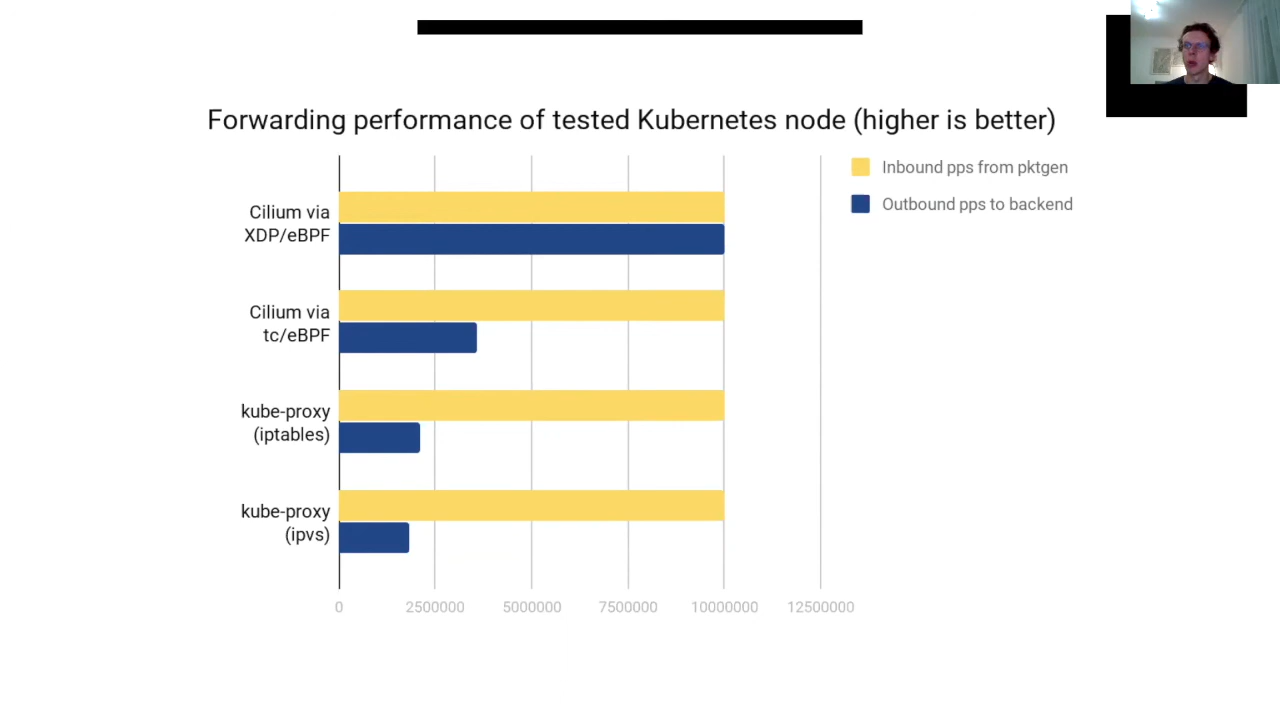 Forwarding performance of tested Kubernetes node (higher is better)
Inbound pps from pktgen
Outbound pps to backend
Cilium via
XDP/eBPF
Cilium via
tc/eBPF
kube-proxy
(iptables)
kube-proxy
(ipvs)
0 2500000 5000000 7500000 10000000 12500000